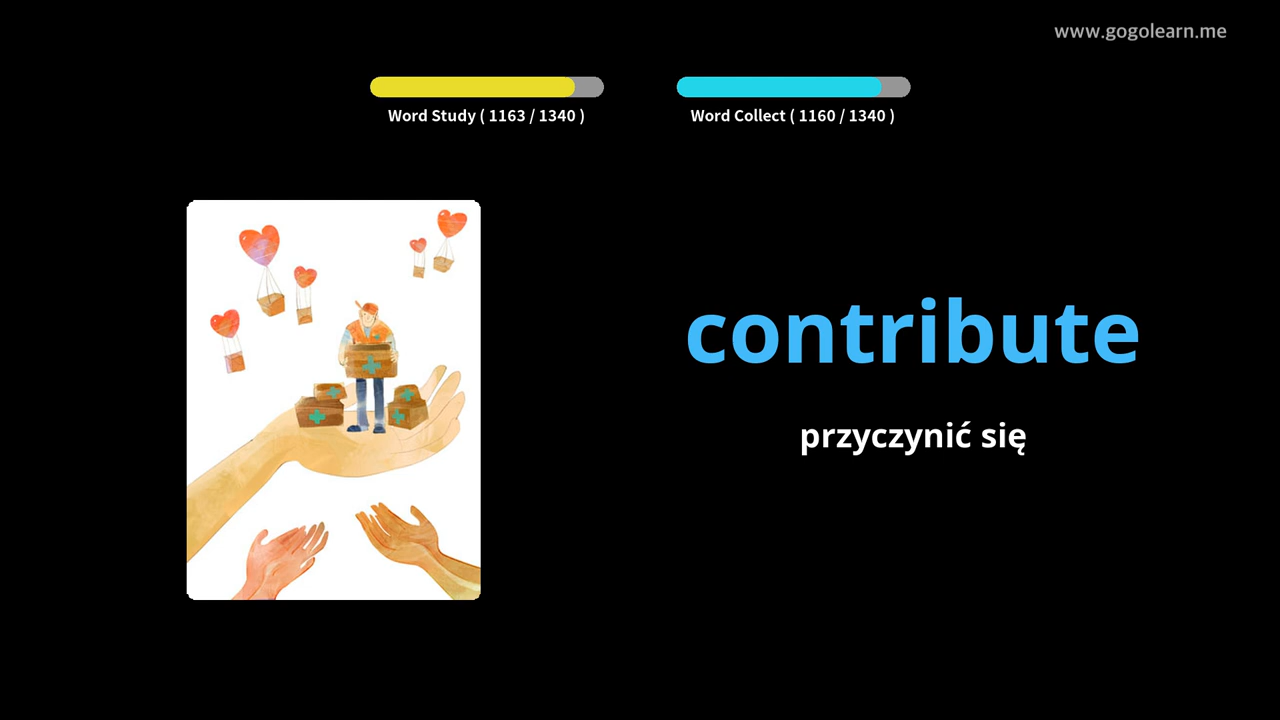 www.gogolearn.me
Word Study ( 1163 / 1340 )
Word Collect ( 1160 / 1340 )
contribute
przyczynić się